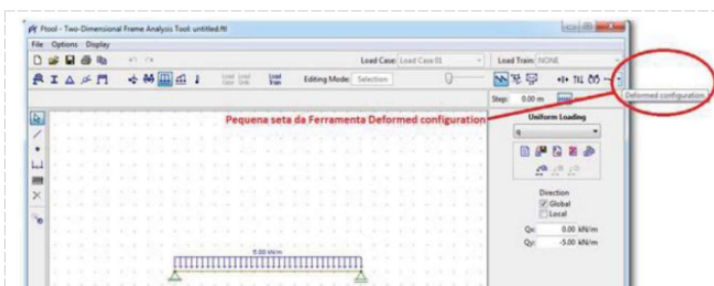 Ftool - Two-Dimensional Frame Analysis Tool: untitled.ftl
File Options Display
Load Case: Load Case 01 Load Train: NONE
Load Train Editing Mode: Selection
Step: 0.00 m
Deformed configuration
Pequena seta da Ferramenta Deformed configuration
Uniform Loading
q
Direction
Global
Local
Qx: 0.00 kN/m
Qy: -5.00 kN/m
5.00 kN/m